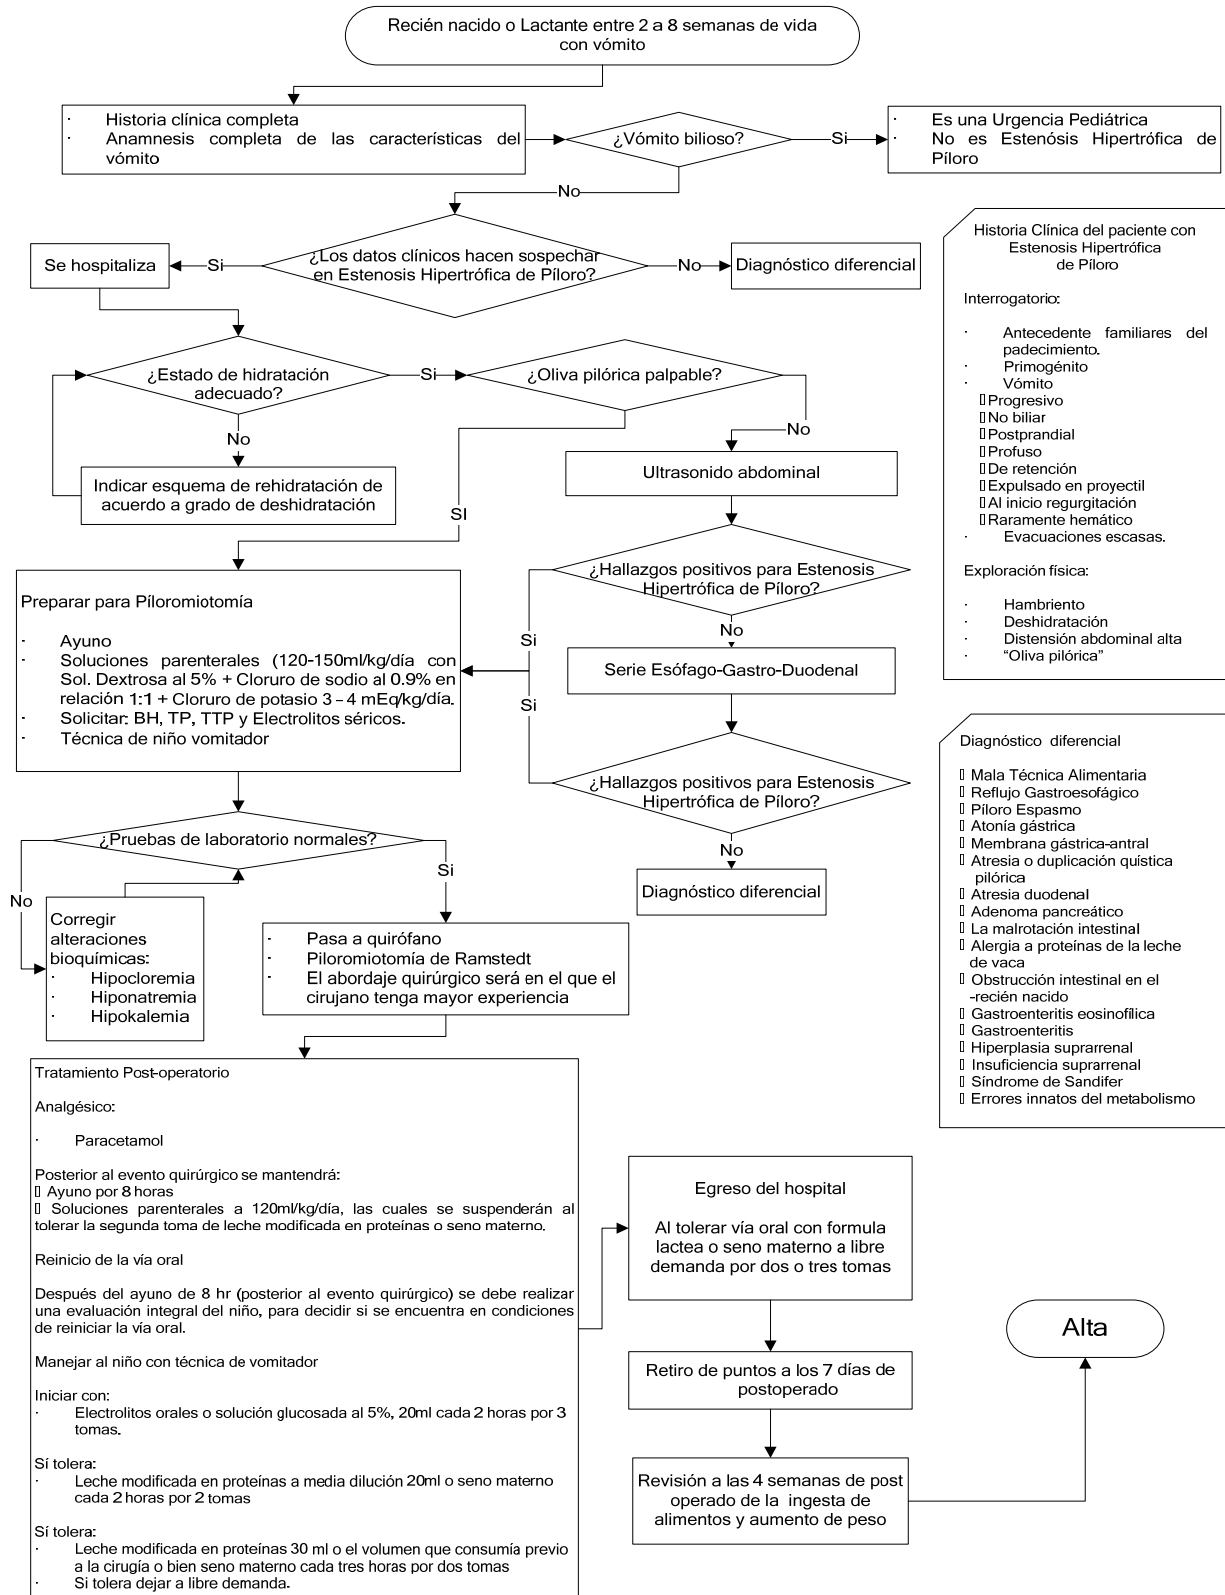 Recién nacido o Lactante entre 2 a 8 semanas de vida
con vómito
· Historia clínica completa
· Anamnesis completa de las características del
vómito
¿Vómito bilioso?
Si
· Es una Urgencia Pediátrica
· No es Estenósis Hipertrófica de
Píloro
No
¿Los datos clínicos hacen sospechar
en Estenosis Hipertrófica de Píloro?
Si
Se hospitaliza
No
Diagnóstico diferencial
¿Estado de hidratación
adecuado?
Si
¿Oliva pilórica palpable?
No
No
Indicar esquema de rehidratación de
acuerdo a grado de deshidratación
SI
Ultrasonido abdominal
¿Hallazgos positivos para Estenosis
Hipertrófica de Píloro?
Si
No
Serie Esófago-Gastro-Duodenal
Si
¿Hallazgos positivos para Estenosis
Hipertrófica de Píloro?
No
Diagnóstico diferencial
Preparar para Píloromiotomía
· Ayuno
· Soluciones parenterales (120-150ml/kg/día con
Sol. Dextrosa al 5% + Cloruro de sodio al 0.9% en
relación 1:1 + Cloruro de potasio 3 – 4 mEq/kg/día.
· Solicitar: BH, TP, TTP y Electrolitos séricos.
· Técnica de niño vomitador
¿Pruebas de laboratorio normales?
No
Si
Corregir
alteraciones
bioquímicas:
· Hipocloremia
· Hiponatremia
· Hipokalemia
· Pasa a quirófano
· Piloromiotomía de Ramstedt
· El abordaje quirúrgico será en el que el
cirujano tenga mayor experiencia
Tratamiento Post-operatorio
Analgésico:
· Paracetamol
Posterior al evento quirúrgico se mantendrá:
▯ Ayuno por 8 horas
▯ Soluciones parenterales a 120ml/kg/día, las cuales se suspenderán al
tolerar la segunda toma de leche modificada en proteínas o seno materno.
Reinicio de la vía oral
Después del ayuno de 8 hr (posterior al evento quirúrgico) se debe realizar
una evaluación integral del niño, para decidir si se encuentra en condiciones
de reiniciar la vía oral.
Manejar al niño con técnica de vomitador
Iniciar con:
· Electrolitos orales o solución glucosada al 5%, 20ml cada 2 horas por 3
tomas.
Sí tolera:
· Leche modificada en proteínas a media dilución 20ml o seno materno
cada 2 horas por 2 tomas
Sí tolera:
· Leche modificada en proteínas 30 ml o el volumen que consumía previo
a la cirugía o bien seno materno cada tres horas por dos tomas
· Si tolera dejar a libre demanda.
Egreso del hospital
Al tolerar vía oral con formula
lactea o seno materno a libre
demanda por dos o tres tomas
Retiro de puntos a los 7 días de
postoperado
Revisión a las 4 semanas de post
operado de la ingesta de
alimentos y aumento de peso
Alta
Historia Clínica del paciente con
Estenosis Hipertrófica
de Píloro
Interrogatorio:
· Antecedente familiares del
padecimiento.
· Primogénito
· Vómito
▯Progresivo
▯No biliar
▯Postprandial
▯Profuso
▯De retención
▯Expulsado en proyectil
▯Al inicio regurgitación
▯Raramente hemático
· Evacuaciones escasas.
Exploración física:
· Hambriento
· Deshidratación
· Distensión abdominal alta
· “Oliva pilórica”
Diagnóstico diferencial
▯ Mala Técnica Alimentaria
▯ Reflujo Gastroesofágico
▯ Píloro Espasmo
▯ Atonía gástrica
▯ Membrana gástrica-antral
▯ Atresia o duplicación quística
pilórica
▯ Atresia duodenal
▯ Adenoma pancreático
▯ La malrotación intestinal
▯ Alergia a proteínas de la leche
de vaca
▯ Obstrucción intestinal en el
-recién nacido
▯ Gastroenteritis eosinofílica
▯ Gastroenteritis
▯ Hiperplasia suprarrenal
▯ Insuficiencia suprarrenal
▯ Síndrome de Sandifer
▯ Errores innatos del metabolismo